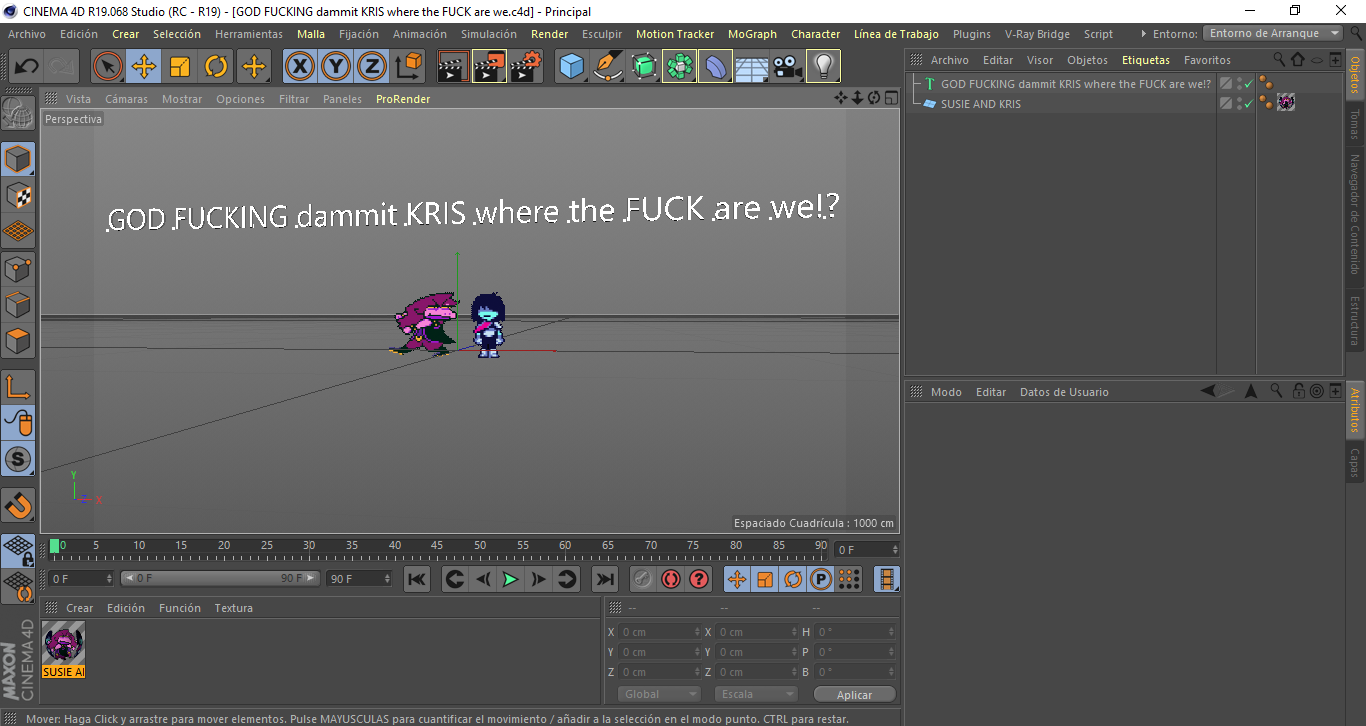 CINEMA 4D R19.068 Studio (RC - R19) - [GOD FUCKING dammit KRIS where the FUCK are we.c4d] - Principal
Archivo Edición Crear Selección Herramientas Malla Fijación Animación Simulación Render Esculpir Motion Tracker MoGraph Character Línea de Trabajo Plugins V-Ray Bridge Script Entorno: Entorno de Arranque
X Y Z
Archivo Editar Visor Objetos Etiquetas Favoritos
GOD FUCKING dammit KRIS where the FUCK are we!?
SUSIE AND KRIS
Objetos
Tomas
Navegador de Contenido
Estructura
Vista Cámaras Mostrar Opciones Filtrar Paneles ProRender
Perspectiva
GOD FUCKING dammit KRIS where the FUCK are we!?
Y
Z X
Espaciado Cuadrícula : 1000 cm
S
Modo Editar Datos de Usuario
Atributos
Capas
0 5 10 15 20 25 30 35 40 45 50 55 60 65 70 75 80 85 90 0 F
0 F 0 F 90 F 90 F ? P
Crear Edición Función Textura
SUSIE AI
-- -- --
X 0 cm X 0 cm H 0 °
Y 0 cm Y 0 cm P 0 °
Z 0 cm Z 0 cm B 0 °
Global Escala Aplicar
MAXON
CINEMA 4D
Mover: Haga Click y arrastre para mover elementos. Pulse MAYUSCULAS para cuantificar el movimiento / añadir a la selección en el modo punto. CTRL para restar.